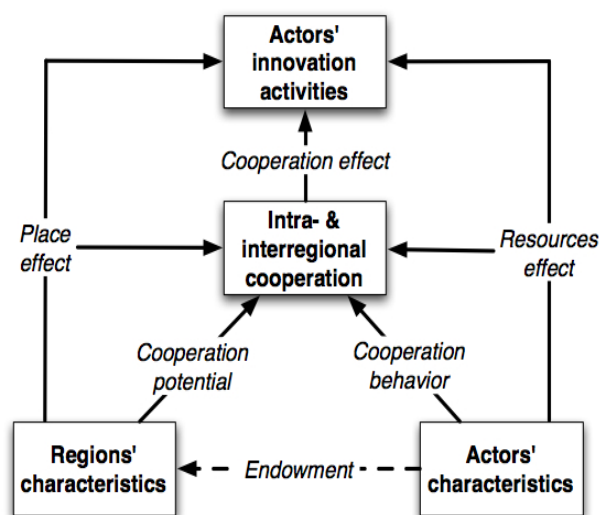 Actors'
innovation
activities
Cooperation effect
Intra- &
interregional
cooperation
Place
effect
Resources
effect
Cooperation
potential
Cooperation
behavior
Regions'
characteristics
Endowment
Actors'
characteristics